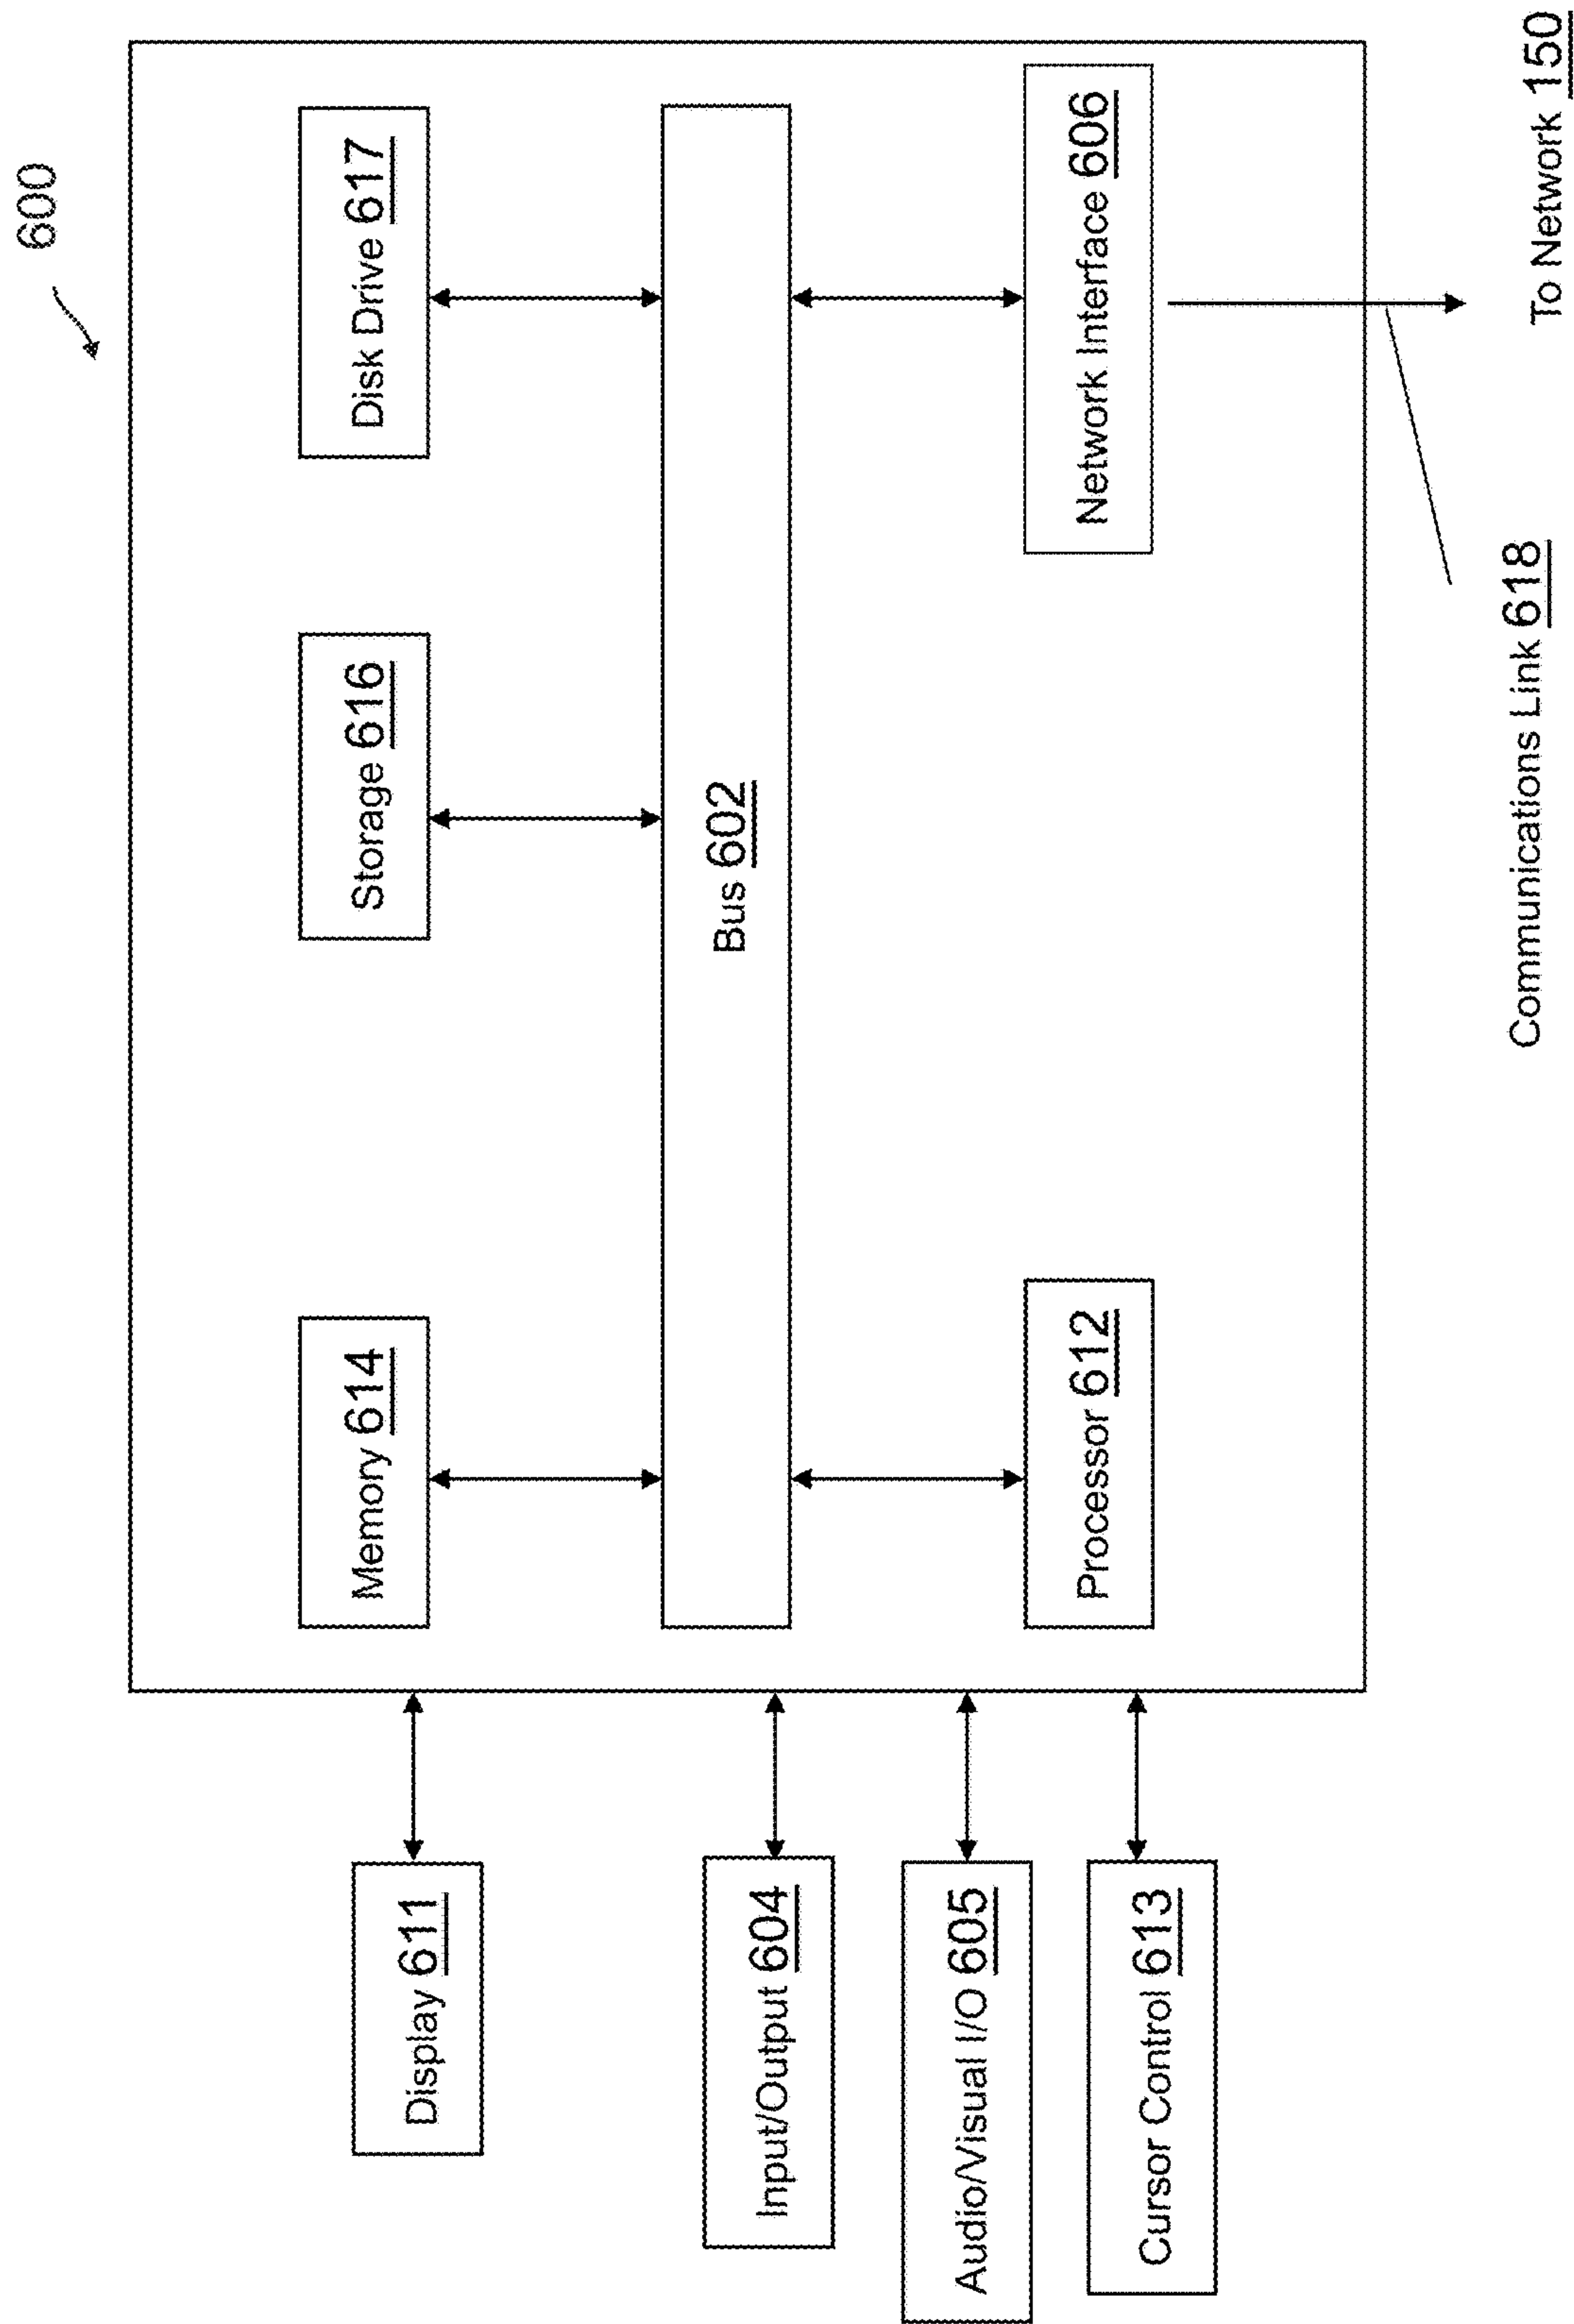 600
Display 611
Memory 614
Storage 616
Disk Drive 617
Bus 602
Input/Output 604
Audio/Visual I/O 605
Cursor Control 613
Processor 612
Network Interface 606
Communications Link 618
To Network 150